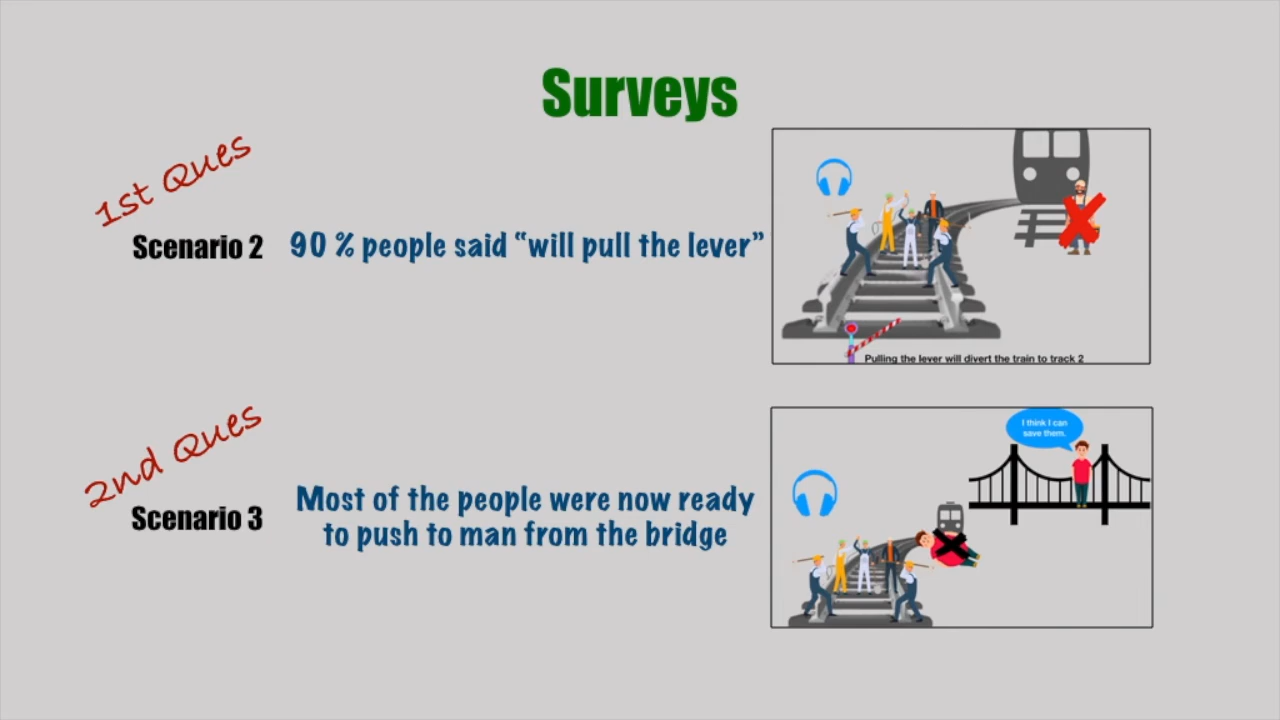 Surveys
1st Ques
Scenario 2
90 % people said “will pull the lever”
Pulling the lever will divert the train to track 2
2nd Ques
Scenario 3
Most of the people were now ready
to push to man from the bridge
I think I can
save them.